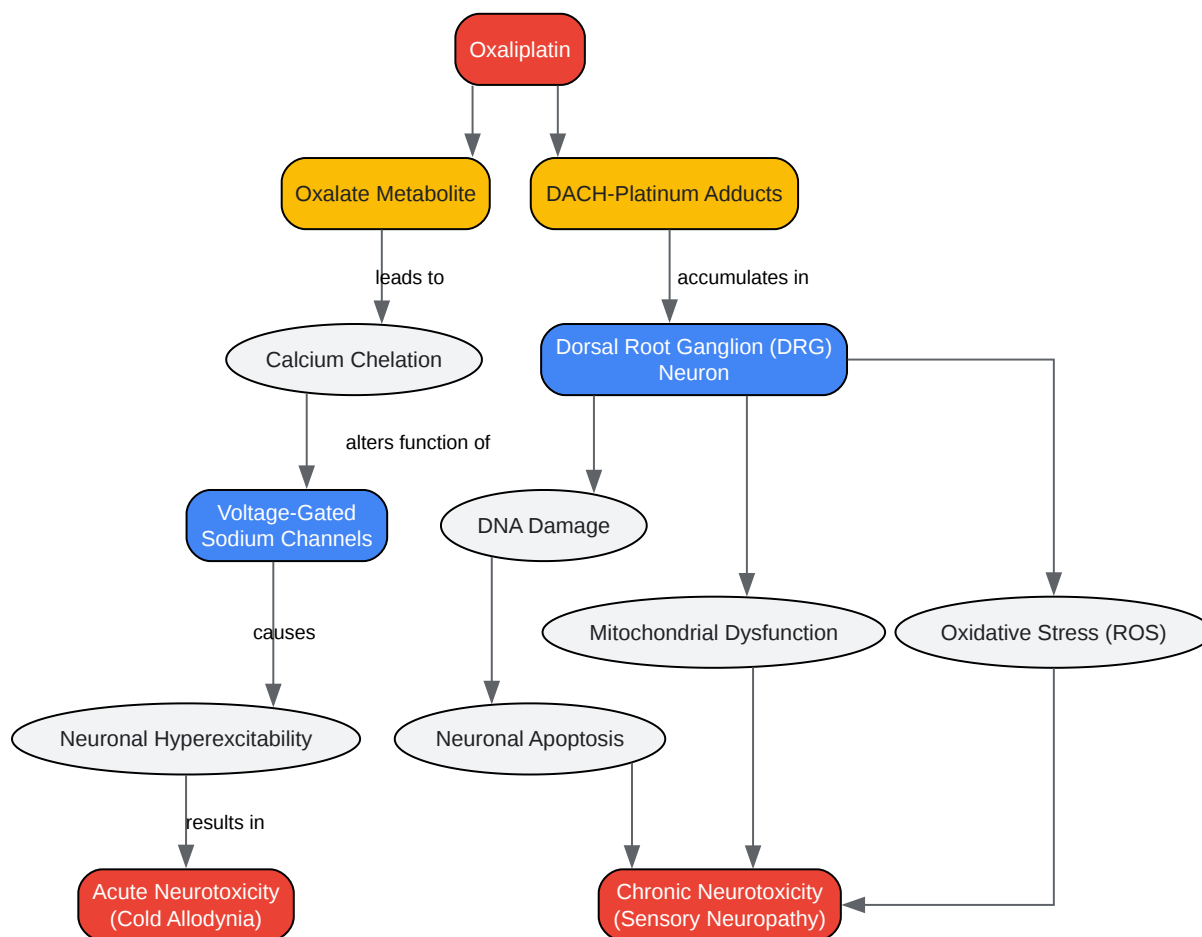 Oxaliplatin
Oxalate Metabolite
DACH-Platinum Adducts
leads to
accumulates in
Calcium Chelation
Dorsal Root Ganglion (DRG)
Neuron
alters function of
Voltage-Gated
Sodium Channels
DNA Damage
causes
Mitochondrial Dysfunction
Oxidative Stress (ROS)
Neuronal Hyperexcitability
Neuronal Apoptosis
results in
Acute Neurotoxicity
(Cold Allodynia)
Chronic Neurotoxicity
(Sensory Neuropathy)